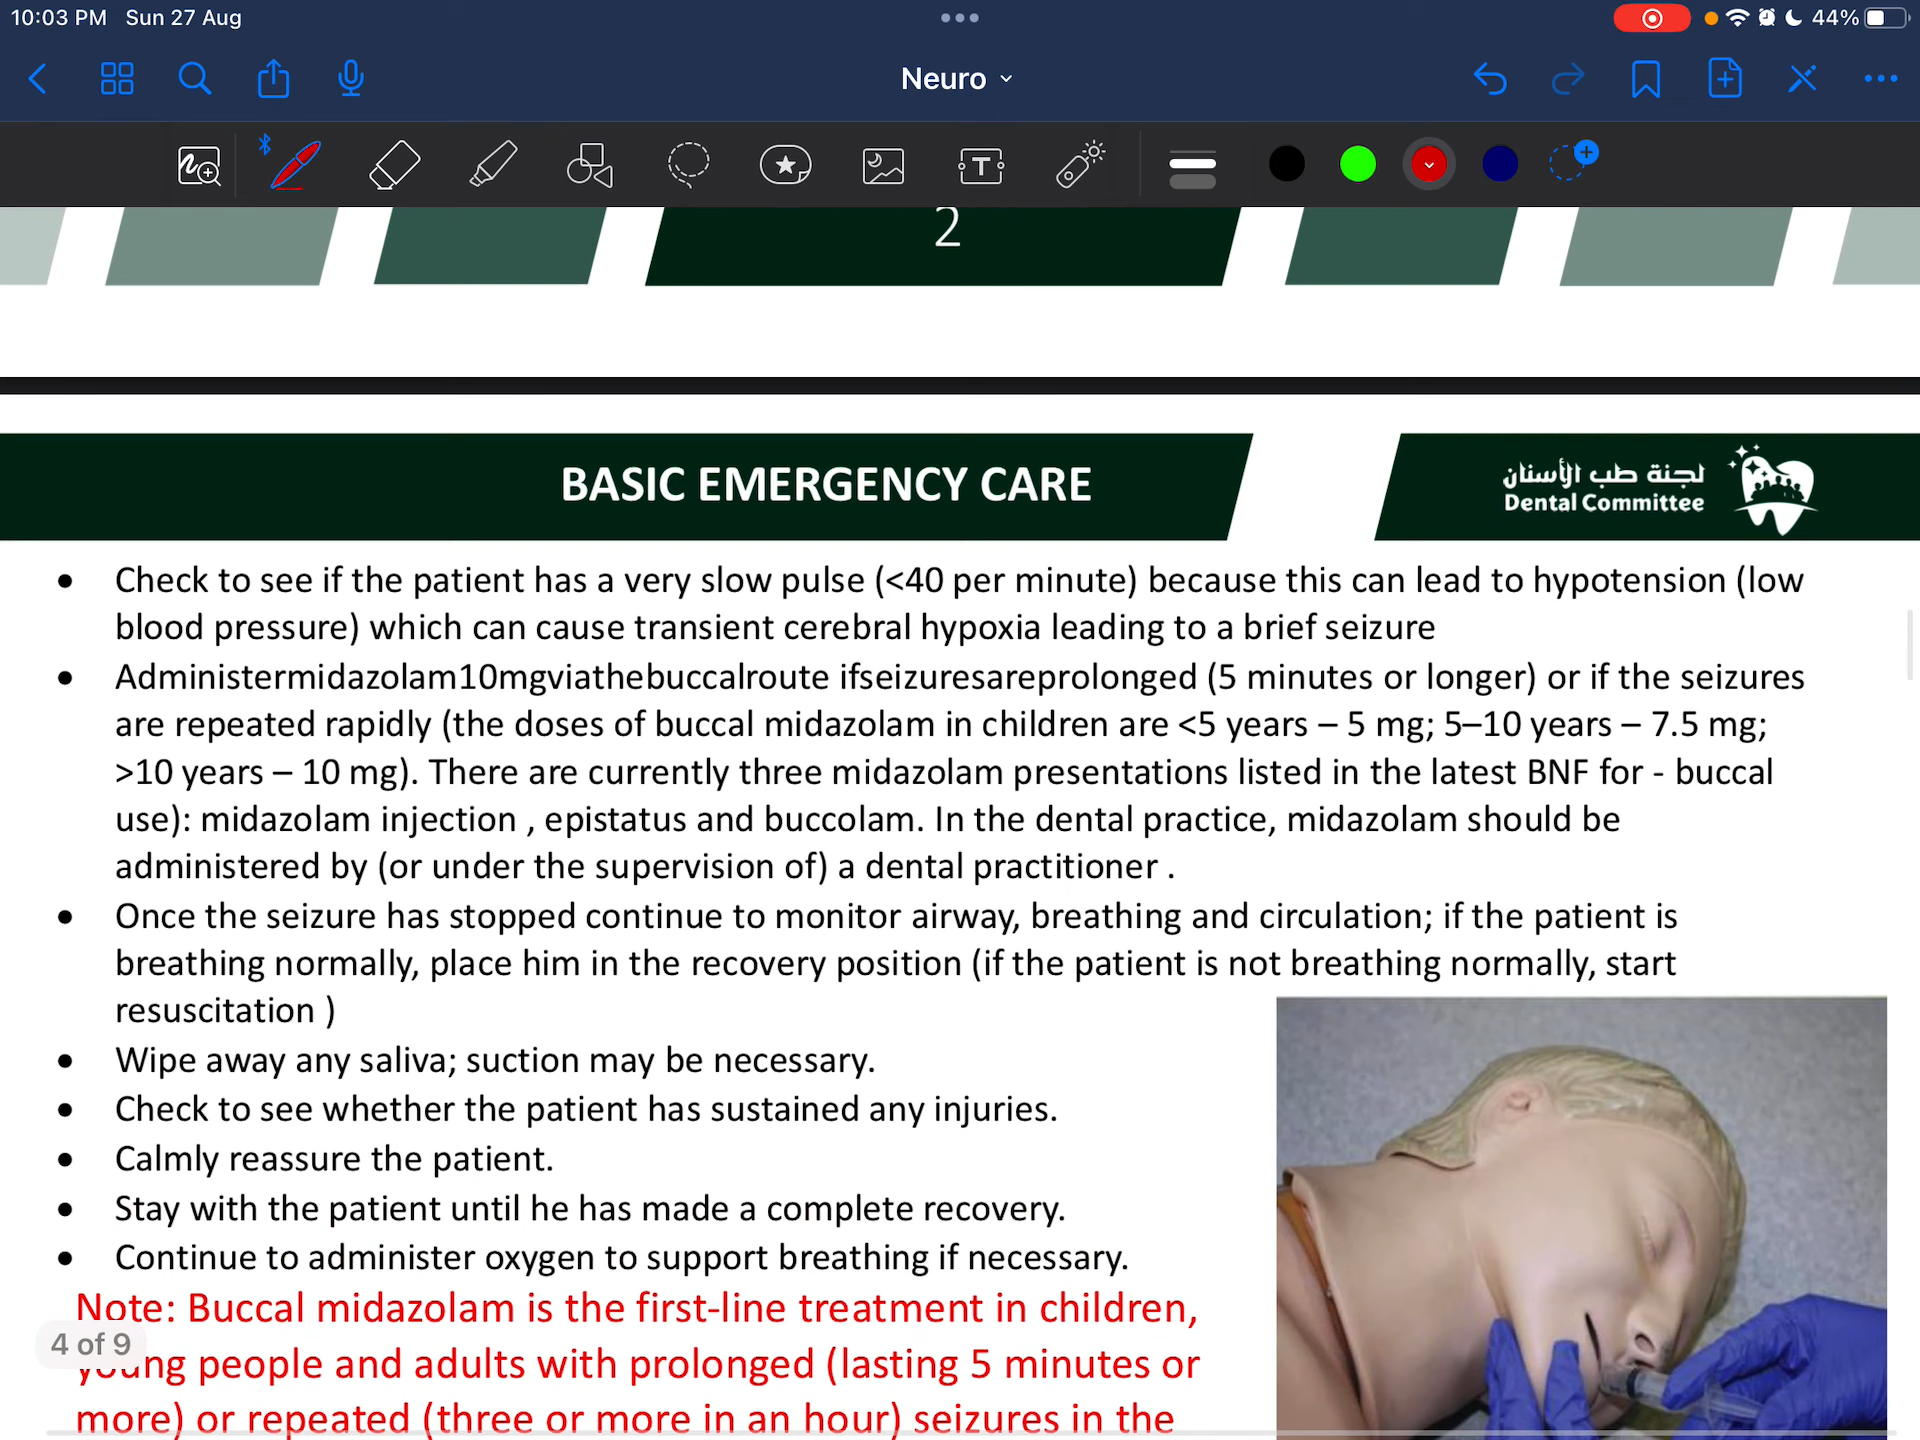 10:03 PM Sun 27 Aug
44%
Neuro
T
2
BASIC EMERGENCY CARE
لجنة طب الأسنان
Dental Committee
• Check to see if the patient has a very slow pulse (<40 per minute) because this can lead to hypotension (low
blood pressure) which can cause transient cerebral hypoxia leading to a brief seizure
• Administermidazolam10mgviathebuccalroute ifseizuresareprolonged (5 minutes or longer) or if the seizures
are repeated rapidly (the doses of buccal midazolam in children are <5 years – 5 mg; 5–10 years – 7.5 mg;
>10 years – 10 mg). There are currently three midazolam presentations listed in the latest BNF for - buccal
use): midazolam injection , epistatus and buccolam. In the dental practice, midazolam should be
administered by (or under the supervision of) a dental practitioner .
• Once the seizure has stopped continue to monitor airway, breathing and circulation; if the patient is
breathing normally, place him in the recovery position (if the patient is not breathing normally, start
resuscitation )
• Wipe away any saliva; suction may be necessary.
• Check to see whether the patient has sustained any injuries.
• Calmly reassure the patient.
• Stay with the patient until he has made a complete recovery.
• Continue to administer oxygen to support breathing if necessary.
Note: Buccal midazolam is the first-line treatment in children,
4 of 9
young people and adults with prolonged (lasting 5 minutes or
more) or repeated (three or more in an hour) seizures in the